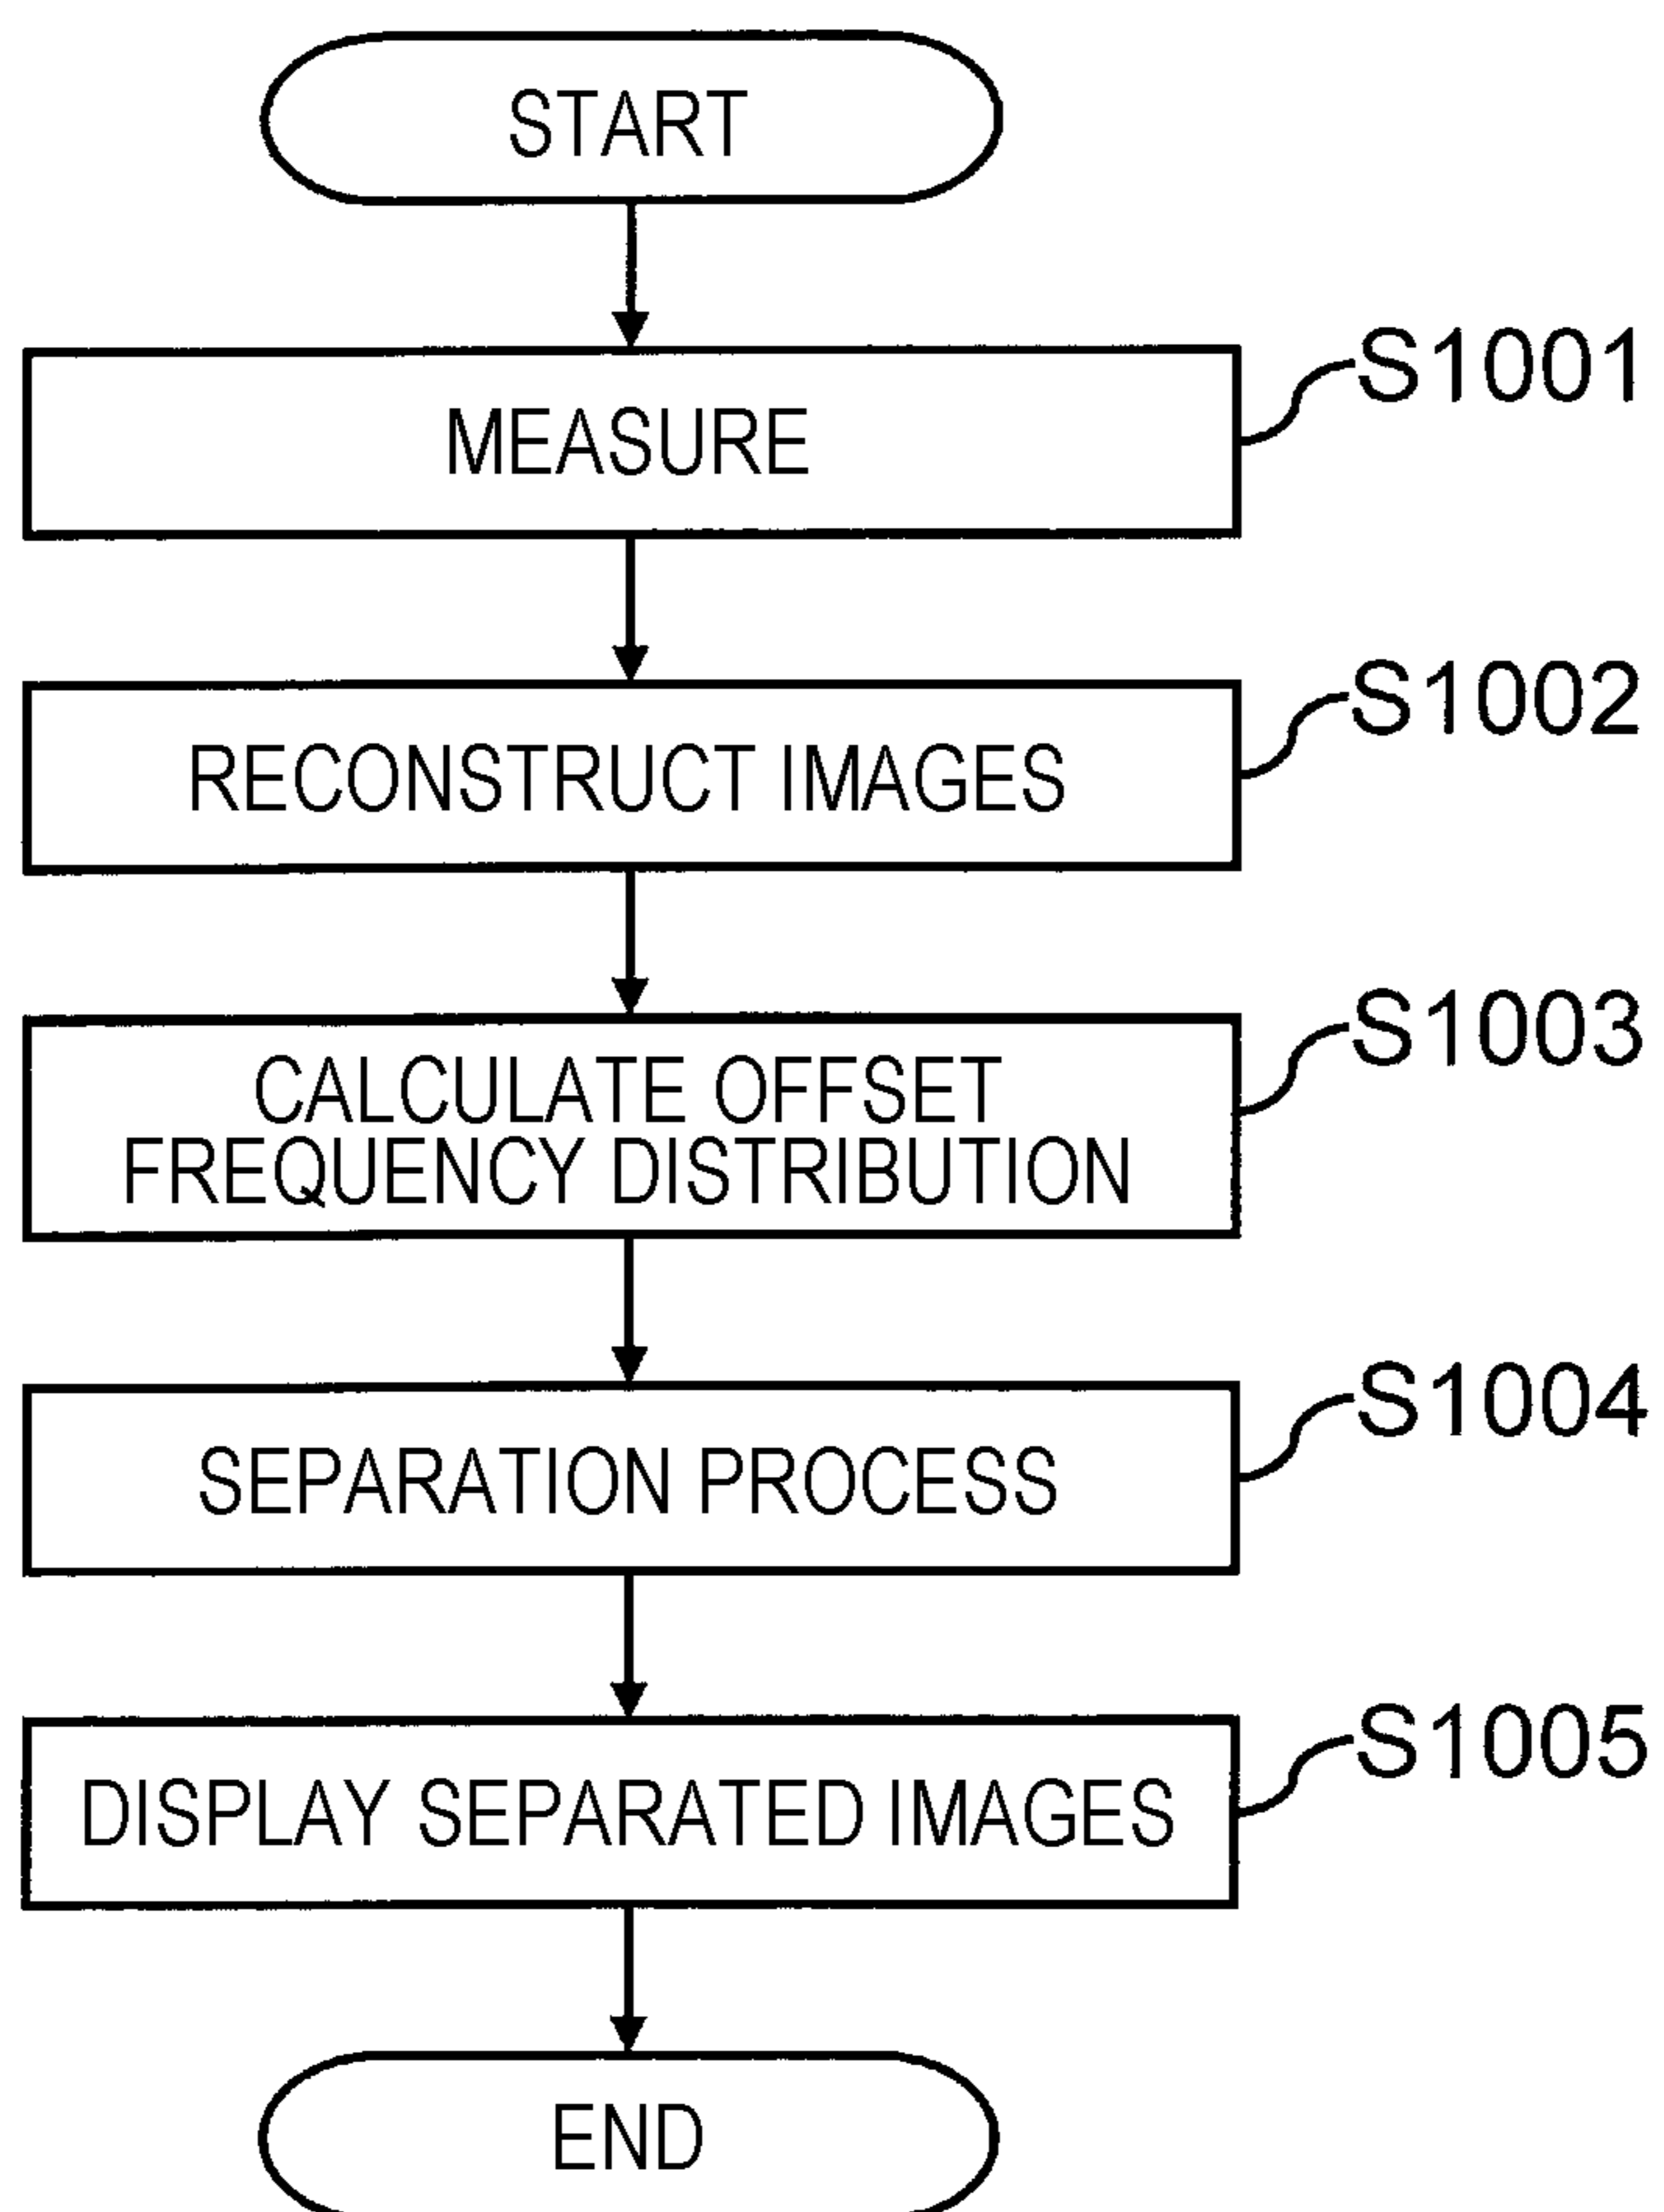 START
S1001
MEASURE
S1002
RECONSTRUCT IMAGES
S1003
CALCULATE OFFSET
FREQUENCY DISTRIBUTION
S1004
SEPARATION PROCESS
S1005
DISPLAY SEPARATED IMAGES
END